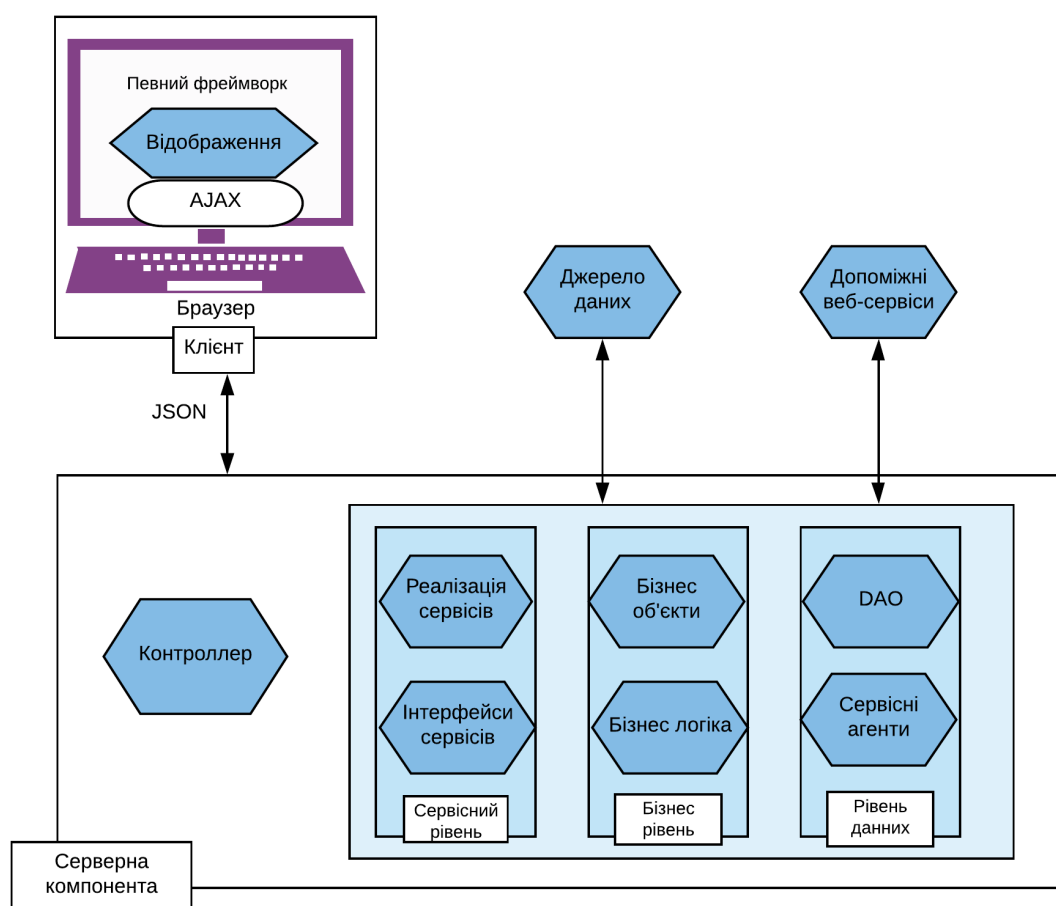 Певний фреймворк
Відображення
AJAX
Браузер
Клієнт
JSON
Джерело
даних
Допоміжні
веб-сервіси
Контроллер
Реалізація
сервісів
Інтерфейси
сервісів
Сервісний
рівень
Бізнес
об'єкти
Бізнес логіка
Бізнес
рівень
DAO
Сервісні
агенти
Рівень
данних
Серверна
компонента